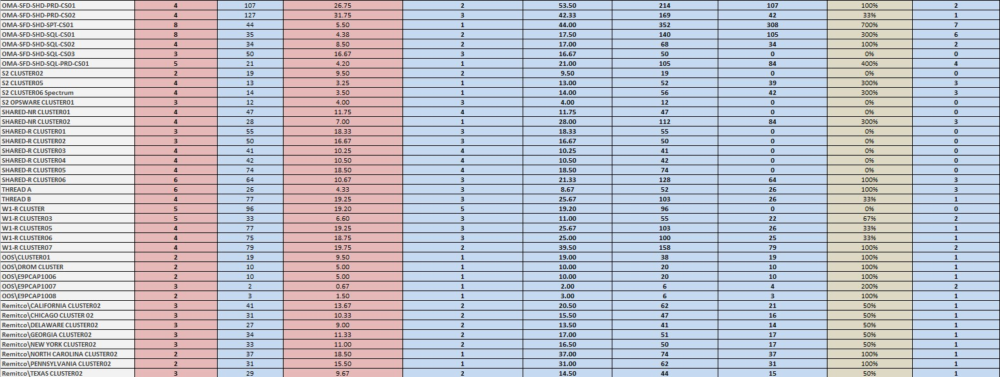 OMA-SFD-SHD-PRD-CS01 4 107 26.75 2 53.50 214 107 100% 2
OMA-SFD-SHD-PRD-CS02 4 127 31.75 3 42.33 169 42 33% 1
OMA-SFD-SHD-SPT-CS01 8 44 5.50 1 44.00 352 308 700% 7
OMA-SFD-SHD-SQL-CS01 8 35 4.38 2 17.50 140 105 300% 6
OMA-SFD-SHD-SQL-CS02 4 34 8.50 2 17.00 68 34 100% 2
OMA-SFD-SHD-SQL-CS03 3 50 16.67 3 16.67 50 0 0% 0
OMA-SFD-SHD-SQL-PRD-CS01 5 21 4.20 1 21.00 105 84 400% 4
S2 CLUSTER02 2 19 9.50 2 9.50 19 0 0% 0
S2 CLUSTER05 4 13 3.25 1 13.00 52 39 300% 3
S2 CLUSTER06 Spectrum 4 14 3.50 1 14.00 56 42 300% 3
S2 OPSWARE CLUSTER01 3 12 4.00 3 4.00 12 0 0% 0
SHARED-NR CLUSTER01 4 47 11.75 4 11.75 47 0 0% 0
SHARED-NR CLUSTER02 4 28 7.00 1 28.00 112 84 300% 3
SHARED-R CLUSTER01 3 55 18.33 3 18.33 55 0 0% 0
SHARED-R CLUSTER02 3 50 16.67 3 16.67 50 0 0% 0
SHARED-R CLUSTER03 4 41 10.25 4 10.25 41 0 0% 0
SHARED-R CLUSTER04 4 42 10.50 4 10.50 42 0 0% 0
SHARED-R CLUSTER05 4 74 18.50 4 18.50 74 0 0% 0
SHARED-R CLUSTER06 6 64 10.67 3 21.33 128 64 100% 3
THREAD A 6 26 4.33 3 8.67 52 26 100% 3
THREAD B 4 77 19.25 3 25.67 103 26 33% 1
W1-R CLUSTER 5 96 19.20 5 19.20 96 0 0% 0
W1-R CLUSTER03 5 33 6.60 3 11.00 55 22 67% 2
W1-R CLUSTER05 4 77 19.25 3 25.67 103 26 33% 1
W1-R CLUSTER06 4 75 18.75 3 25.00 100 25 33% 1
W1-R CLUSTER07 4 79 19.75 2 39.50 158 79 100% 2
OOS\CLUSTER01 2 19 9.50 1 19.00 38 19 100% 1
OOS\DROM CLUSTER 2 10 5.00 1 10.00 20 10 100% 1
OOS\E9PCAP1006 2 10 5.00 1 10.00 20 10 100% 1
OOS\E9PCAP1007 3 2 0.67 1 2.00 6 4 200% 2
OOS\E9PCAP1008 2 3 1.50 1 3.00 6 3 100% 1
Remitco\CALIFORNIA CLUSTER02 3 41 13.67 2 20.50 62 21 50% 1
Remitco\CHICAGO CLUSTER 02 3 31 10.33 2 15.50 47 16 50% 1
Remitco\DELAWARE CLUSTER02 3 27 9.00 2 13.50 41 14 50% 1
Remitco\GEORGIA CLUSTER02 3 34 11.33 2 17.00 51 17 50% 1
Remitco\NEW YORK CLUSTER02 3 33 11.00 2 16.50 50 17 50% 1
Remitco\NORTH CAROLINA CLUSTER02 2 37 18.50 1 37.00 74 37 100% 1
Remitco\PENNSYLVANIA CLUSTER02 2 31 15.50 1 31.00 62 31 100% 1
Remitco\TEXAS CLUSTER02 3 29 9.67 2 14.50 44 15 50% 1